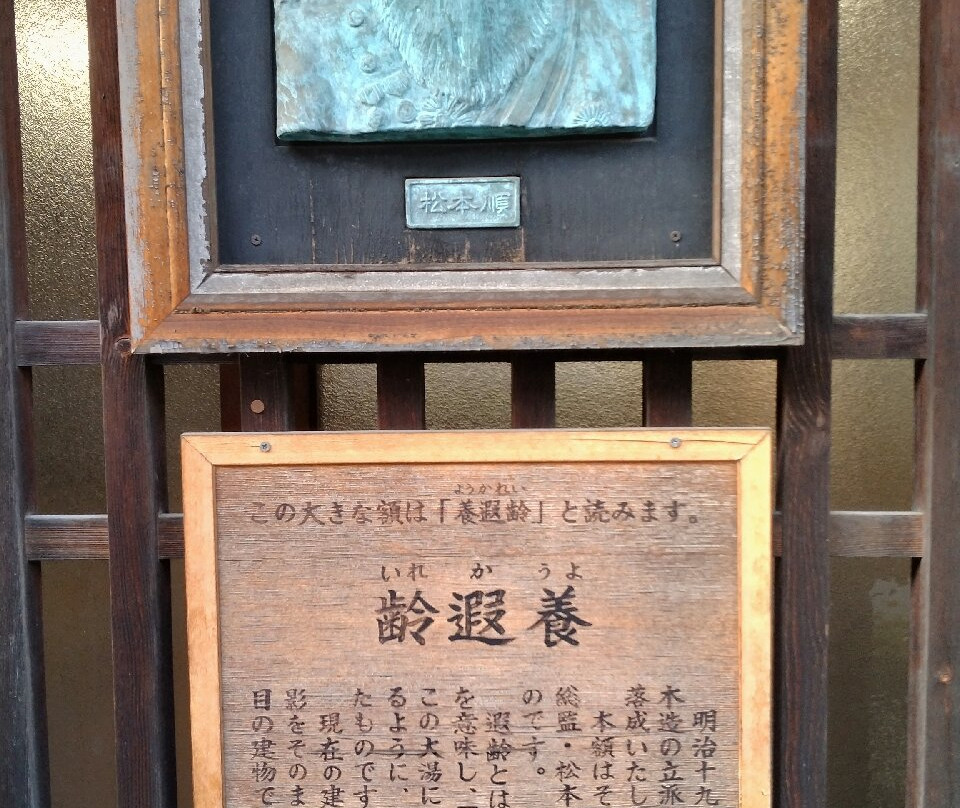 松本順
ようかれい
この大きな額は「養遐齢」と読みます。
いれ か うよ
齢遐養
明治十九
木造の立派
落成いたし
本額はそ
総監・松本
のです。
遐齢とは
を意味し、
この大湯に
るように、
たものです
現在の建
影をそのま
目の建物で